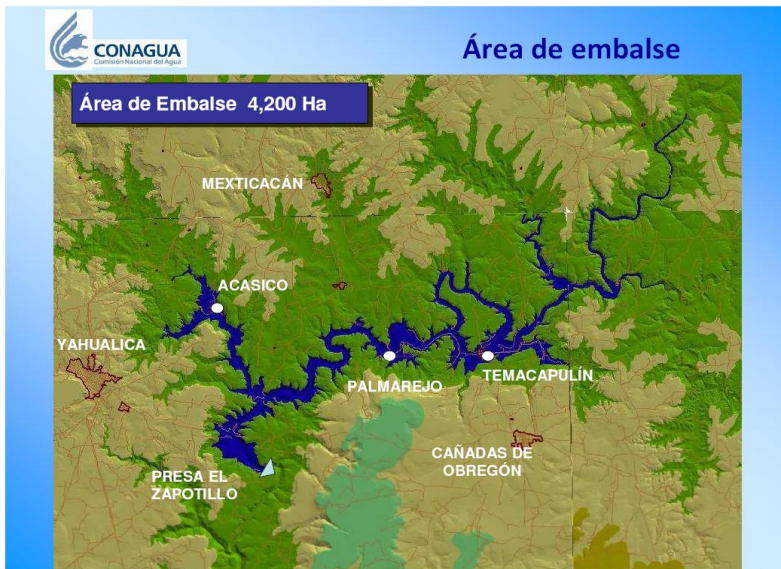 CONAGUA
Comisión Nacional del Agua
Área de embalse
Área de Embalse 4,200 Ha
MEXTICACÁN
ACASICO
YAHUALICA
PALMAREJO
TEMACAPULÍN
CAÑADAS DE
OBREGÓN
PRESA EL
ZAPOTILLO